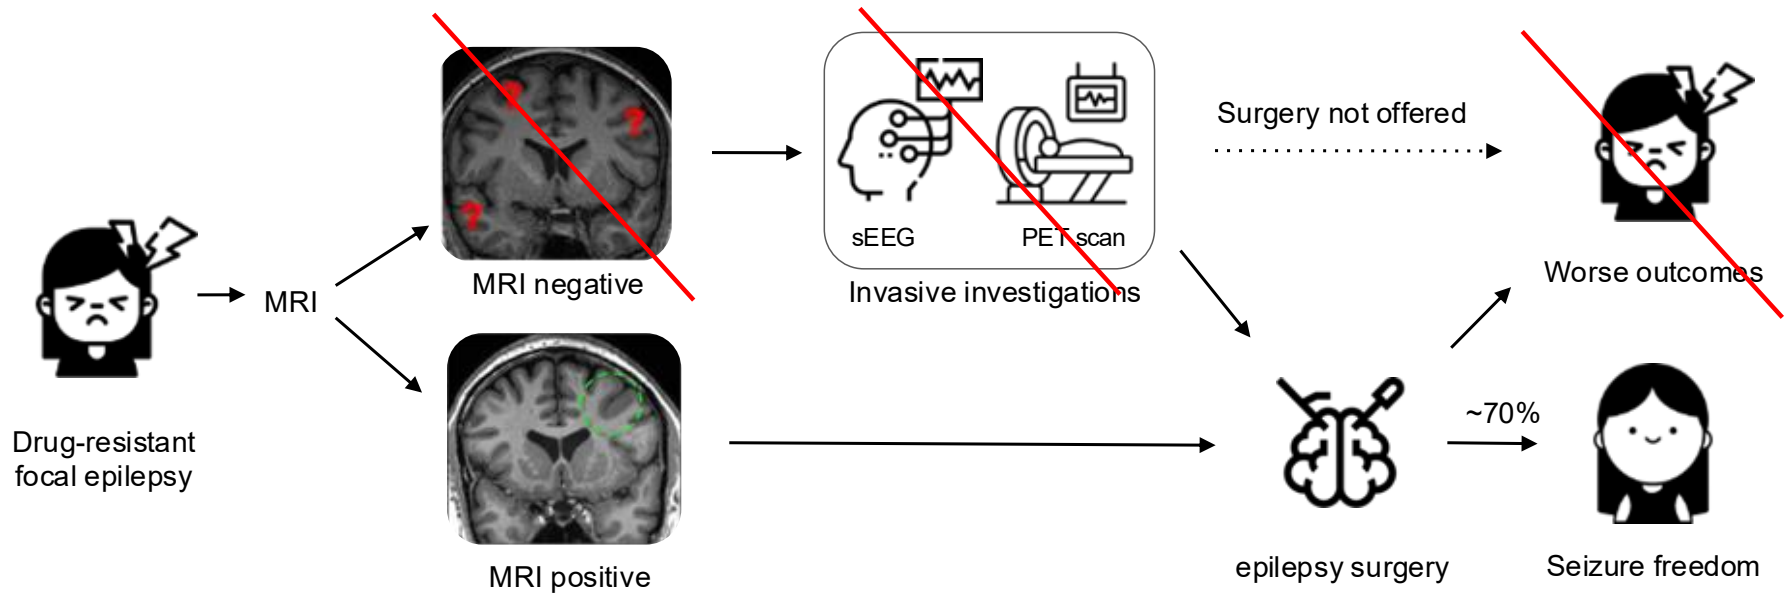 Surgery not offered
?
?
?
sEEG
PET scan
MRI negative
Invasive investigations
Worse outcomes
MRI
~70%
Drug-resistant
focal epilepsy
MRI positive
epilepsy surgery
Seizure freedom